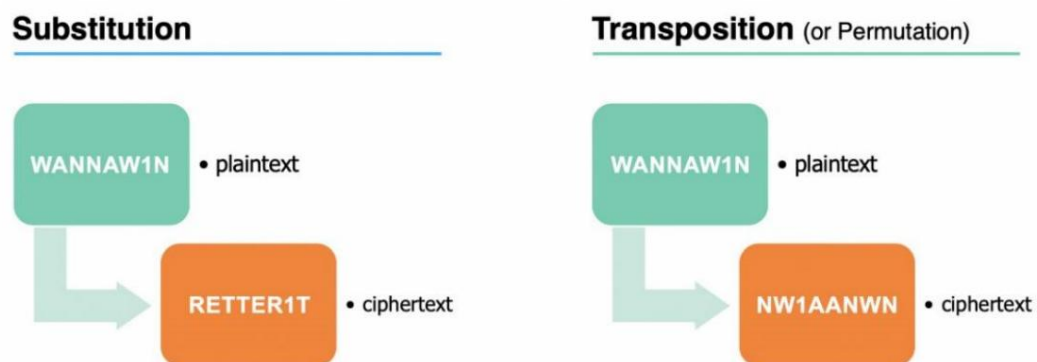 Substitution
WANNAW1N
• plaintext
RETTER1T
• ciphertext
Transposition (or Permutation)
WANNAW1N
• plaintext
NW1AANWN
• ciphertext